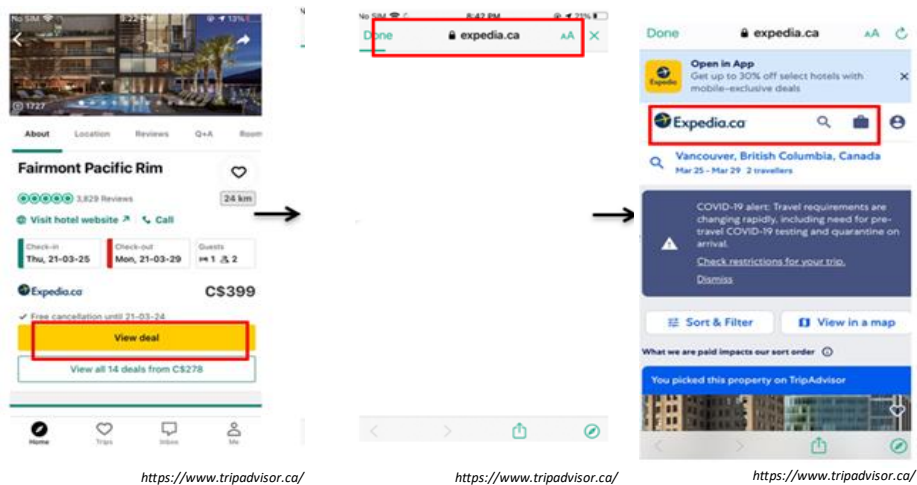 No SIM 9:22 PM 13%
1727
About Location Reviews Q+A Room
Fairmont Pacific Rim
3,829 Reviews 24 km
Visit hotel website Call
Check-in Check-out Guests
Thu, 21-03-25 Mon, 21-03-29 1 2
Expedia.ca C$399
Free cancellation until 21-03-24
View deal
View all 14 deals from C$278
Home Trips Inbox Me
https://www.tripadvisor.ca/
No SIM 8:42 PM 21%
Done expedia.ca AA
https://www.tripadvisor.ca/
Done expedia.ca AA
Open in App
Expedia Get up to 30% off select hotels with
mobile-exclusive deals
Expedia.ca
Vancouver, British Columbia, Canada
Mar 25 - Mar 29 2 travellers
COVID-19 alert: Travel requirements are
changing rapidly, including need for pre-
travel COVID-19 testing and quarantine on
arrival.
Check restrictions for your trip.
Dismiss
Sort & Filter View in a map
What we are paid impacts our sort order
You picked this property on TripAdvisor
https://www.tripadvisor.ca/